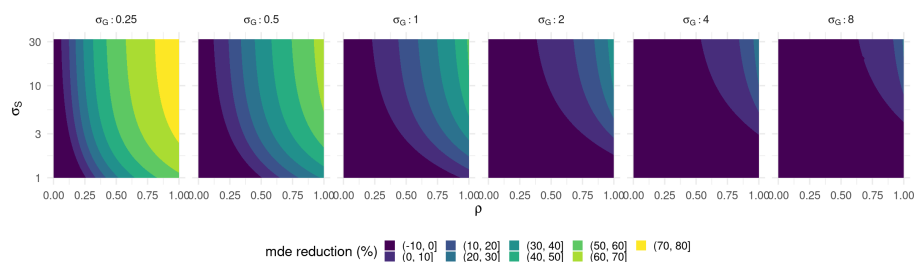 σG : 0.25 σG : 0.5 σG : 1 σG : 2 σG : 4 σG : 8
30
10
3
1
σS
0.00 0.25 0.50 0.75 1.00 0.00 0.25 0.50 0.75 1.00 0.00 0.25 0.50 0.75 1.00 0.00 0.25 0.50 0.75 1.00 0.00 0.25 0.50 0.75 1.00 0.00 0.25 0.50 0.75 1.00
ρ
mde reduction (%) (-10, 0] (10, 20] (30, 40] (50, 60] (70, 80]
(0, 10] (20, 30] (40, 50] (60, 70]